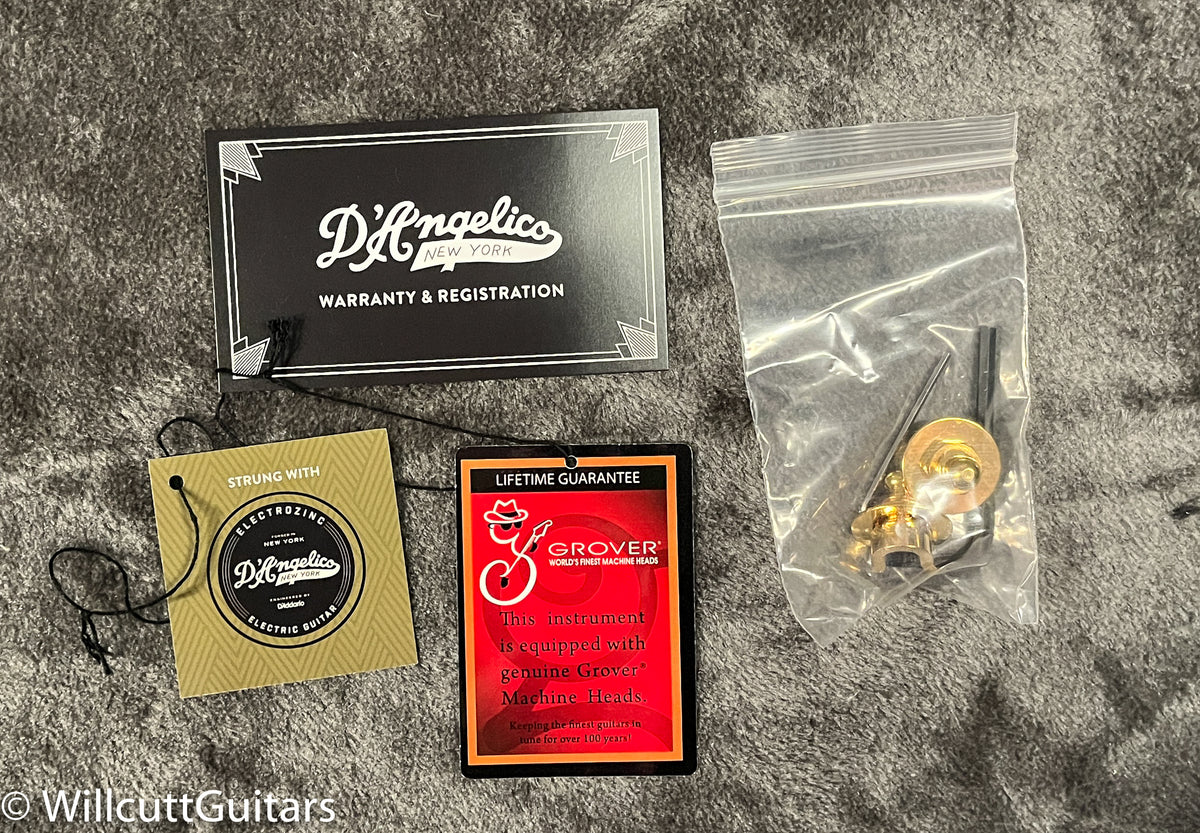 D'Angelico
NEW YORK
WARRANTY & REGISTRATION
STRUNG WITH
ELECTROZINC
FORGED IN
NEW YORK
D'Angelico
NEW YORK
ENGINEERED BY
D'Addario
ELECTRIC GUITAR
LIFETIME GUARANTEE
GROVER®
WORLD'S FINEST MACHINE HEADS
This instrument
is equipped with
genuine Grover®
Machine Heads.
Keeping the finest guitars in
tune for over 100 years!
© WillcuttGuitars